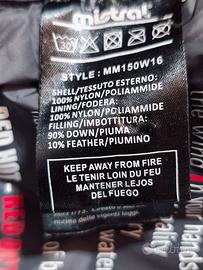 mistral
STYLE : MM150W16
SHELL/TESSUTO ESTERNO:
100% NYLON/POLIAMMIDE
LINING/FODERA:
100% NYLON/POLIAMMIDE
FILLING/IMBOTTITURA:
90% DOWN/PIUMA
10% FEATHER/PIUMINO
KEEP AWAY FROM FIRE
LE TENIR LOIN DU FEU
MANTENER LEJOS
DEL FUEGO